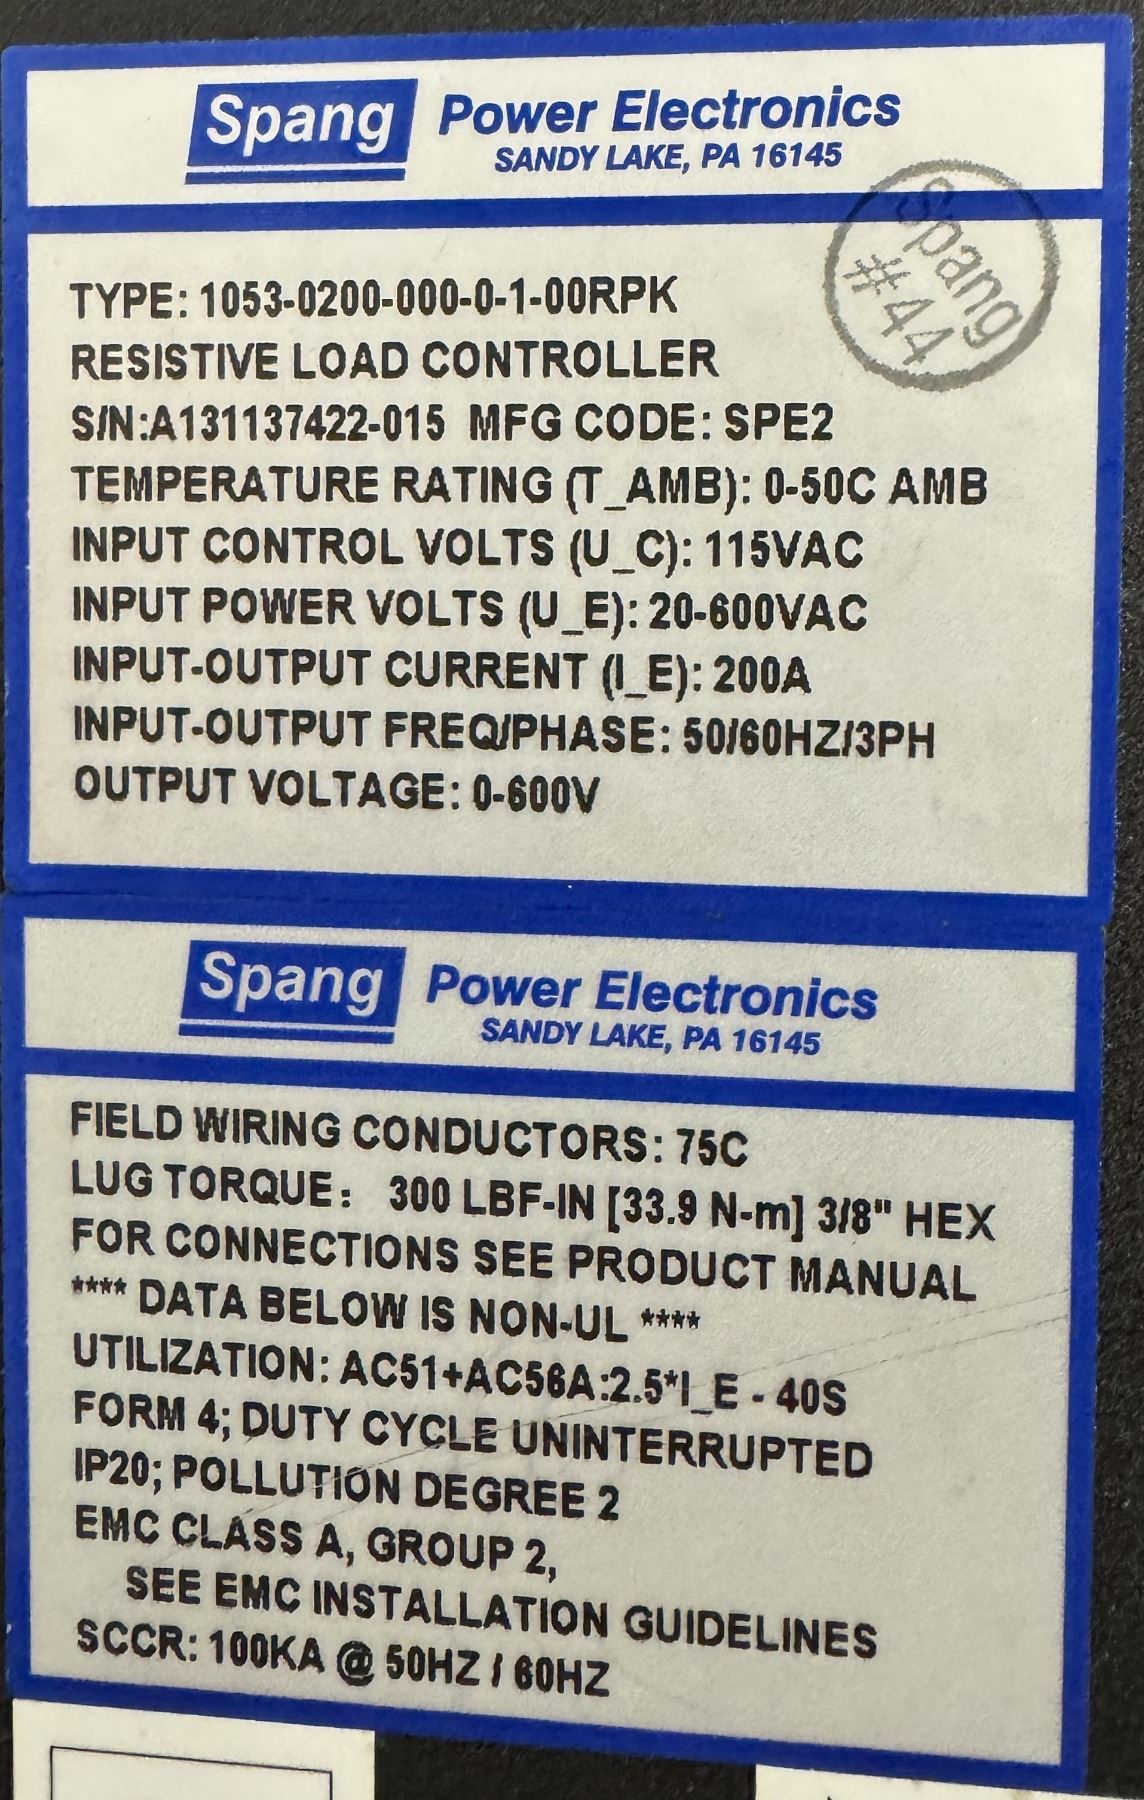 Spang Power Electronics
SANDY LAKE, PA 16145
Spang
#44
TYPE: 1053-0200-000-0-1-00RPK
RESISTIVE LOAD CONTROLLER
S/N:A131137422-015 MFG CODE: SPE2
TEMPERATURE RATING (T_AMB): 0-50C AMB
INPUT CONTROL VOLTS (U_C): 115VAC
INPUT POWER VOLTS (U_E): 20-600VAC
INPUT-OUTPUT CURRENT (I_E): 200A
INPUT-OUTPUT FREQ/PHASE: 50/60HZ/3PH
OUTPUT VOLTAGE: 0-600V
Spang Power Electronics
SANDY LAKE, PA 16145
FIELD WIRING CONDUCTORS: 75C
LUG TORQUE: 300 LBF-IN [33.9 N-m] 3/8" HEX
FOR CONNECTIONS SEE PRODUCT MANUAL
**** DATA BELOW IS NON-UL ****
UTILIZATION: AC51+AC56A:2.5*I_E - 40S
FORM 4; DUTY CYCLE UNINTERRUPTED
IP20; POLLUTION DEGREE 2
EMC CLASS A, GROUP 2,
SEE EMC INSTALLATION GUIDELINES
SCCR: 100KA @ 50HZ / 60HZ